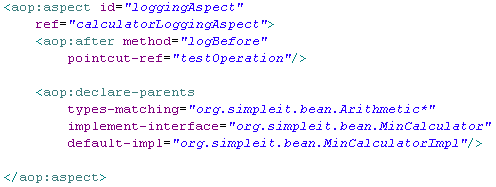 <aop:aspect id="loggingAspect"
ref="calculatorLoggingAspect">
<aop:after method="logBefore"
pointcut-ref="testOperation"/>
<aop:declare-parents
types-matching="org.simpleit.bean.Arithmetic*"
implement-interface="org.simpleit.bean.MinCalculator"
default-impl="org.simpleit.bean.MinCalculatorImpl"/>
</aop:aspect>